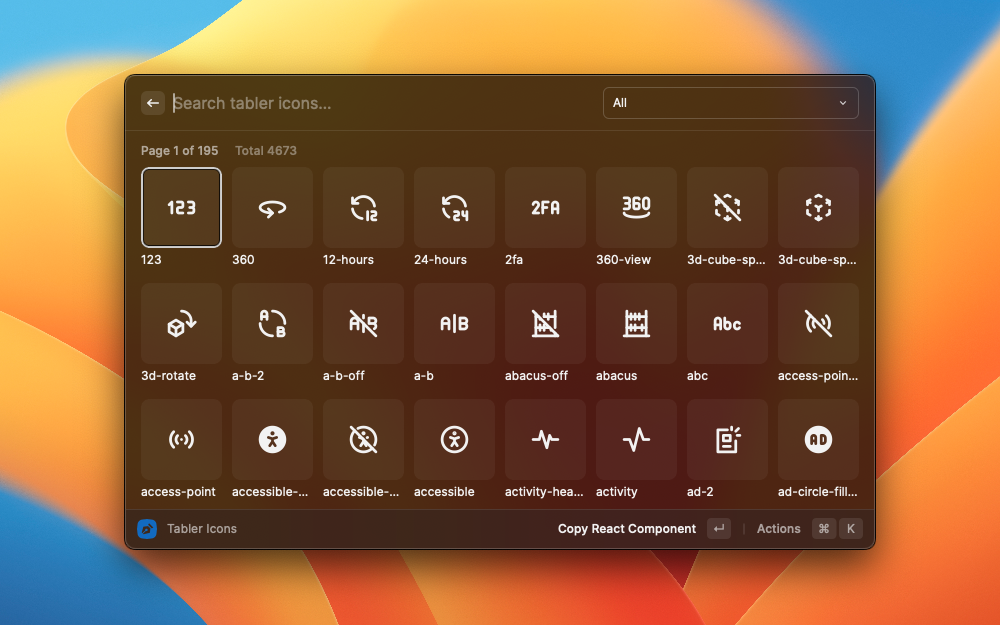 Search tabler icons...
All
Page 1 of 195 Total 4673
123 12 24 2FA 360
123 360 12-hours 24-hours 2fa 360-view 3d-cube-sp... 3d-cube-sp...
A B A|B A|B Abc
3d-rotate a-b-2 a-b-off a-b abacus-off abacus abc access-poin...
AD
access-point accessible-... accessible-... accessible activity-hea... activity ad-2 ad-circle-fill...
Tabler Icons Copy React Component ↵ Actions ⌘ K